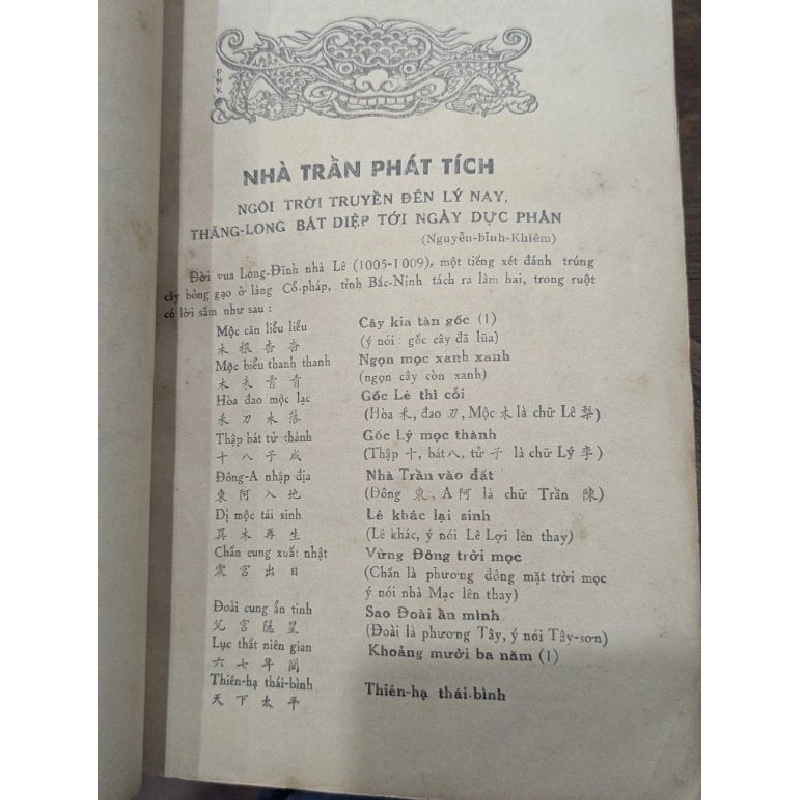 PHK
NHÀ TRẦN PHÁT TÍCH
NGÔI TRỜI TRUYỀN ĐẾN LÝ NAY,
THĂNG-LONG BÁT DIỆP TỚI NGÀY DỰC PHÂN
(Nguyễn-bỉnh-Khiêm)
Đời vua Long-Đĩnh nhà Lê (1005-1009), một tiếng xét đánh trúng
cây bông gạo ở làng Cổ-pháp, tỉnh Bắc-Ninh tách ra làm hai, trong ruột
có lời sấm như sau :
Mộc căn liểu liểu
Cây kia tàn gốc (1)
木根杳杳
(ý nói : gốc cây đã lũa)
Mộc biểu thanh thanh
Ngọn mọc xanh xanh
木表青青
(ngọn cây còn xanh)
Hòa đao mộc lạc
Gốc Lê thì cỗi
禾刀木落
(Hòa 禾, đao 刀, Mộc 木 là chữ Lê 梨)
Thập bát tử thành
Gốc Lý mọc thành
十八子成
(Thập 十, bát 八, tử 子 là chữ Lý 李)
Đông-A nhập địa
Nhà Trần vào đất
東阿入地
(Đông 東, A 阿 là chữ Trần 陳)
Dị mộc tái sinh
Lê khác lại sinh
異木再生
(Lê khác, ý nói Lê Lợi lên thay)
Chấn cung xuất nhật
Vừng Đông trời mọc
震宮出日
(Chấn là phương đông mặt trời mọc
ý nói nhà Mạc lên thay)
Đoài cung ẩn tinh
Sao Đoài ẩn mình
兌宮隱星
(Đoài là phương Tây, ý nói Tây-sơn)
Lục thất niên gian
Khoảng mười ba năm (1)
六七年間
Thiên-hạ thái-bình
Thiên-hạ thái-bình
天下太平